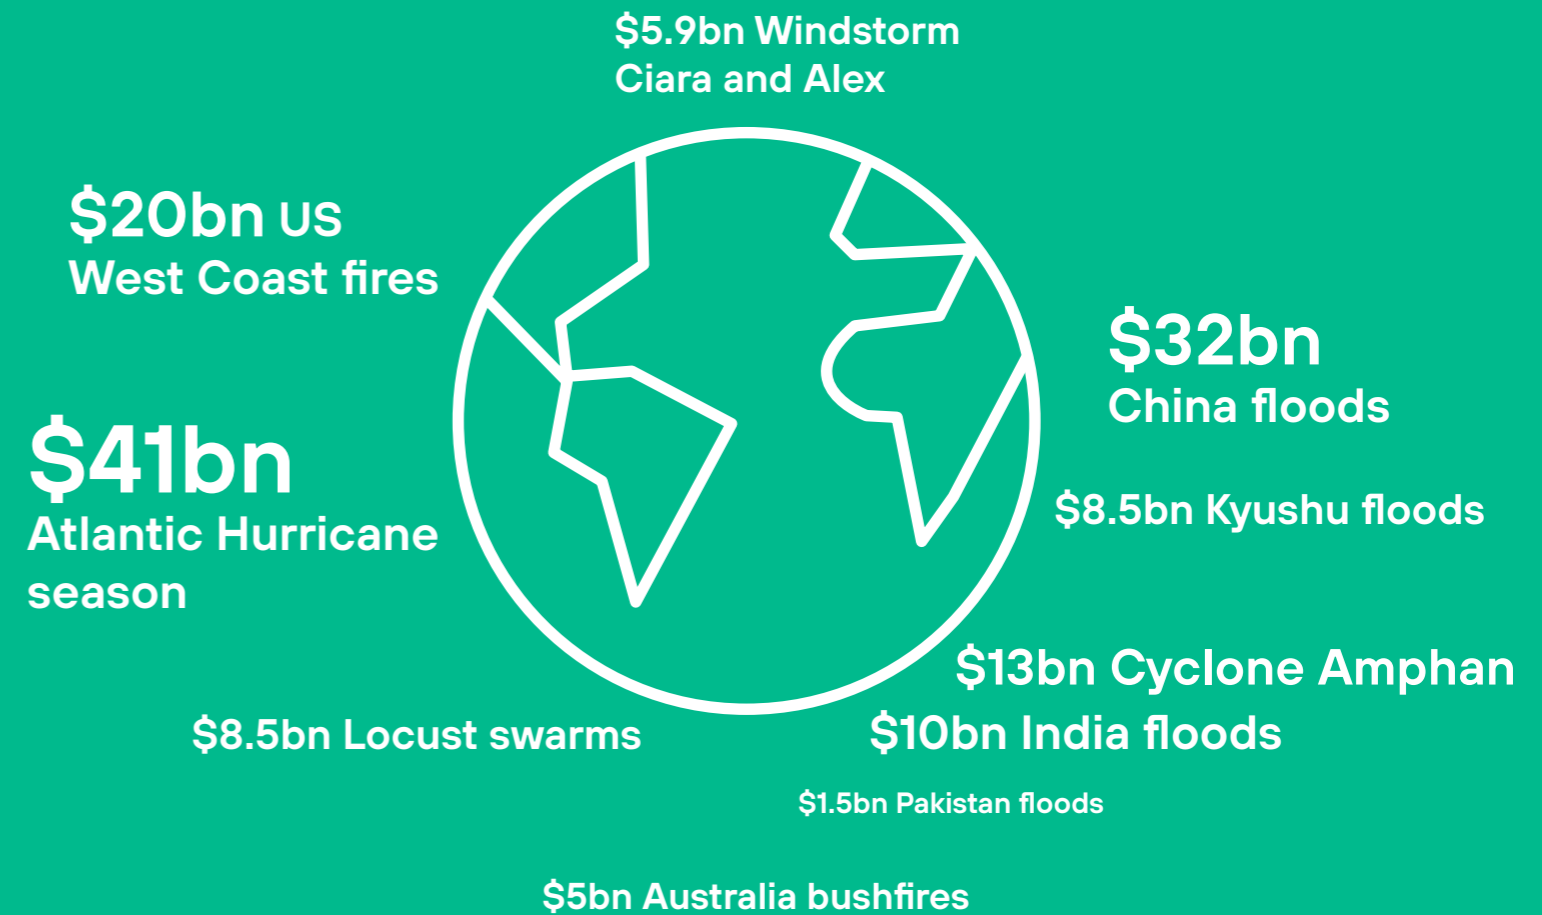 $5.9bn Windstorm
Ciara and Alex
$20bn US
West Coast fires
$32bn
China floods
$41bn
Atlantic Hurricane
season
$8.5bn Kyushu floods
$13bn Cyclone Amphan
$8.5bn Locust swarms
$10bn India floods
$1.5bn Pakistan floods
$5bn Australia bushfires